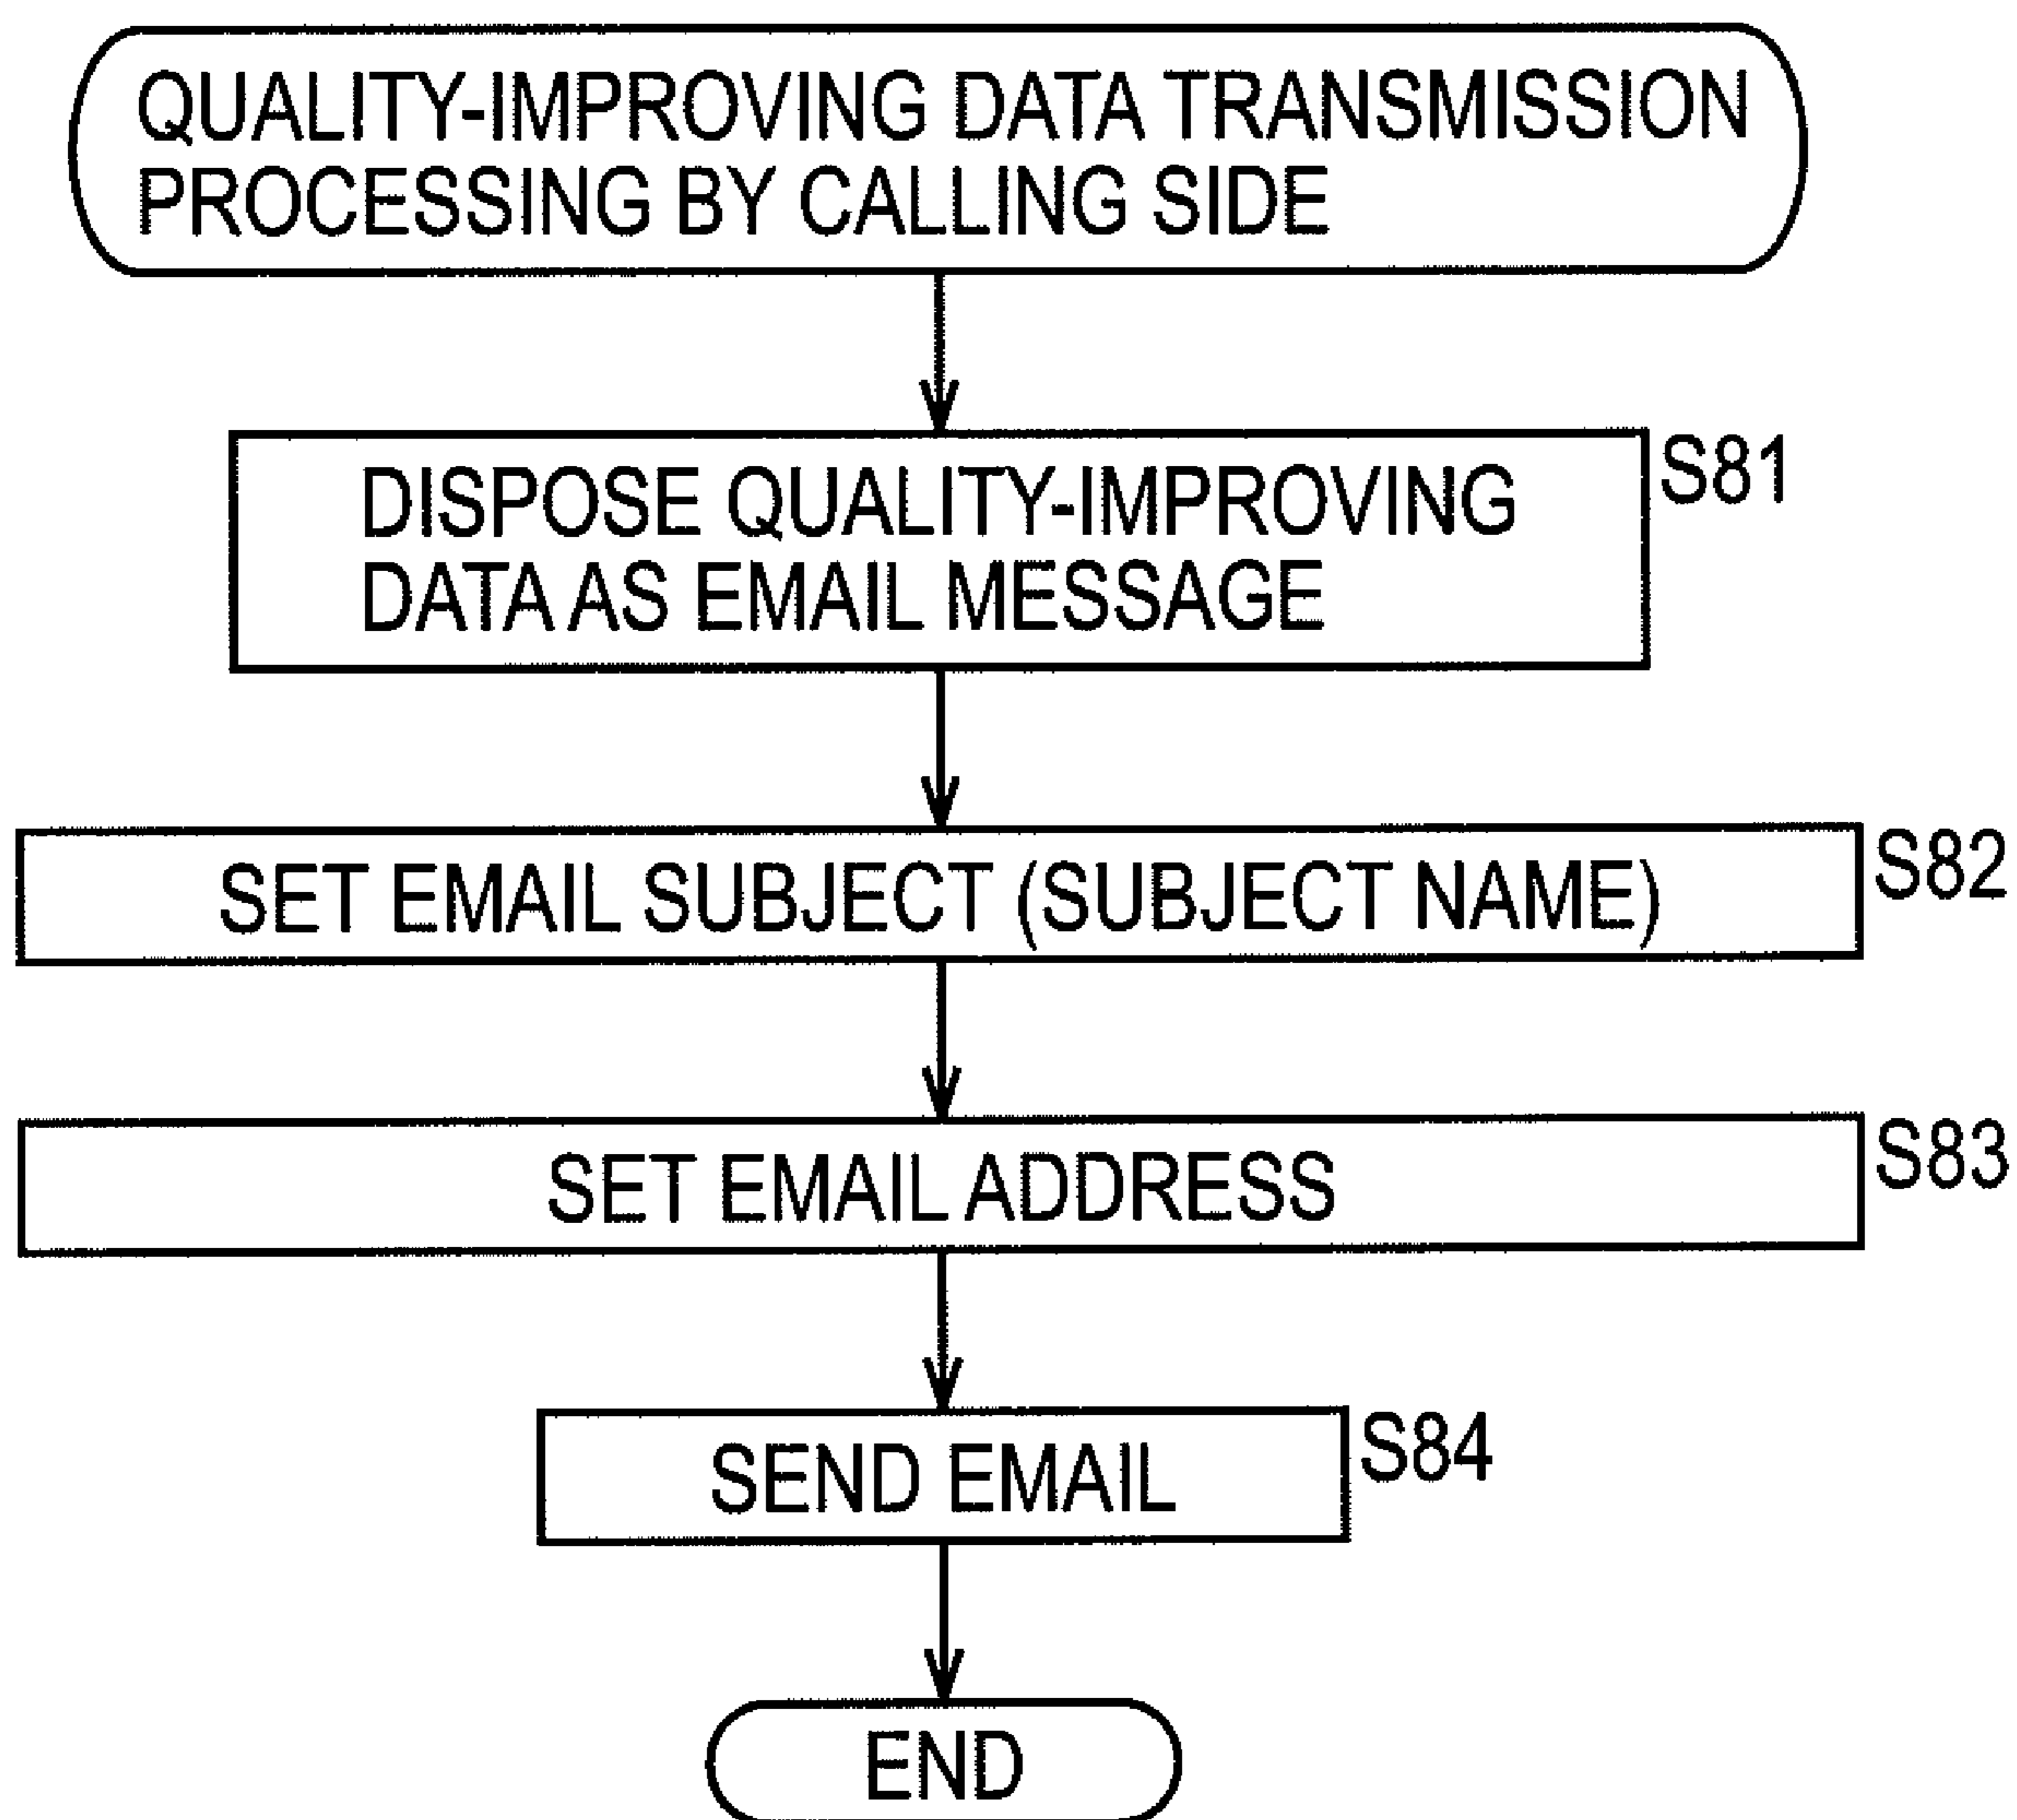 QUALITY-IMPROVING DATA TRANSMISSION
PROCESSING BY CALLING SIDE
DISPOSE QUALITY-IMPROVING
DATA AS EMAIL MESSAGE
S81
SET EMAIL SUBJECT (SUBJECT NAME)
S82
SET EMAIL ADDRESS
S83
SEND EMAIL
S84
END